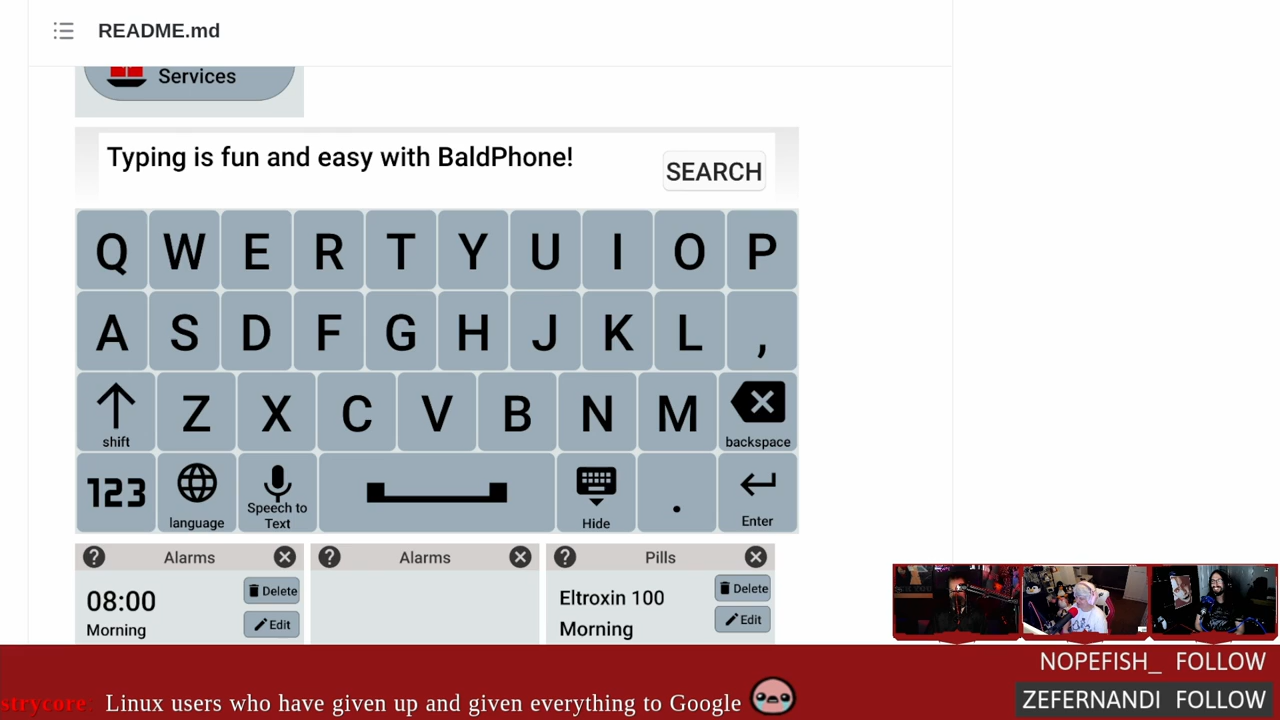 README.md
Services
Typing is fun and easy with BaldPhone!
SEARCH
Q W E R T Y U I O P
A S D F G H J K L ,
shift Z X C V B N M backspace
123 language Speech to Text Hide . Enter
Alarms
08:00
Morning
Delete
Edit
Alarms
Pills
Eltroxin 100
Morning
Delete
Edit
NOPEFISH_ FOLLOW
ZEFERNANDI FOLLOW
strycore: Linux users who have given up and given everything to Google